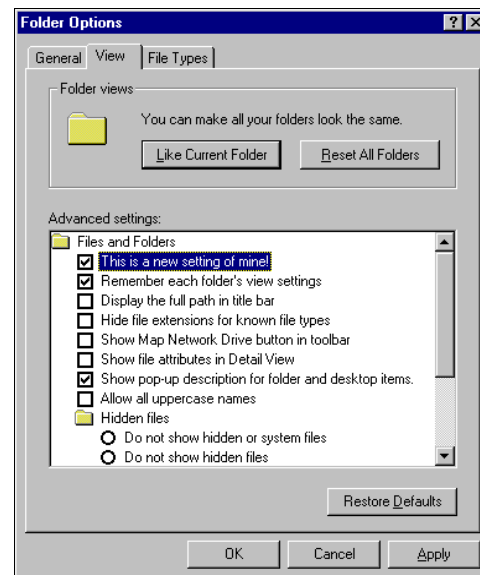 Folder Options
General View File Types
Folder views
You can make all your folders look the same.
Like Current Folder Reset All Folders
Advanced settings:
Files and Folders
This is a new setting of mine!
Remember each folder's view settings
Display the full path in title bar
Hide file extensions for known file types
Show Map Network Drive button in toolbar
Show file attributes in Detail View
Show pop-up description for folder and desktop items.
Allow all uppercase names
Hidden files
Do not show hidden or system files
Do not show hidden files
Restore Defaults
OK Cancel Apply